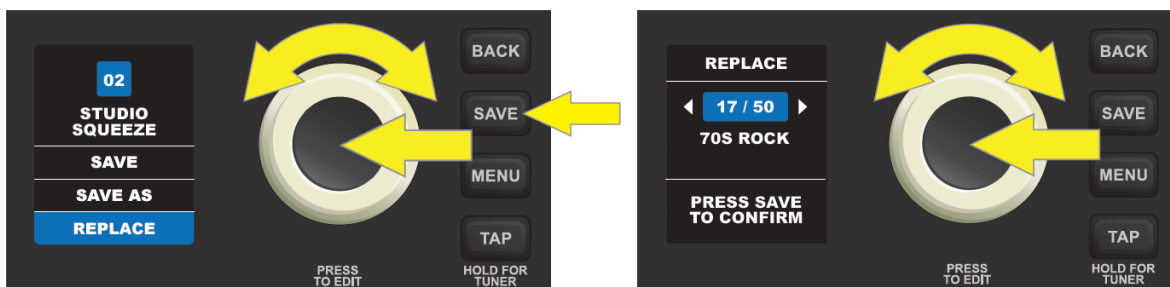 02
STUDIO
SQUEEZE
SAVE
SAVE AS
REPLACE
BACK
SAVE
MENU
TAP
PRESS
TO EDIT
HOLD FOR
TUNER
REPLACE
17 / 50
70S ROCK
PRESS SAVE
TO CONFIRM
BACK
SAVE
MENU
TAP
PRESS
TO EDIT
HOLD FOR
TUNER